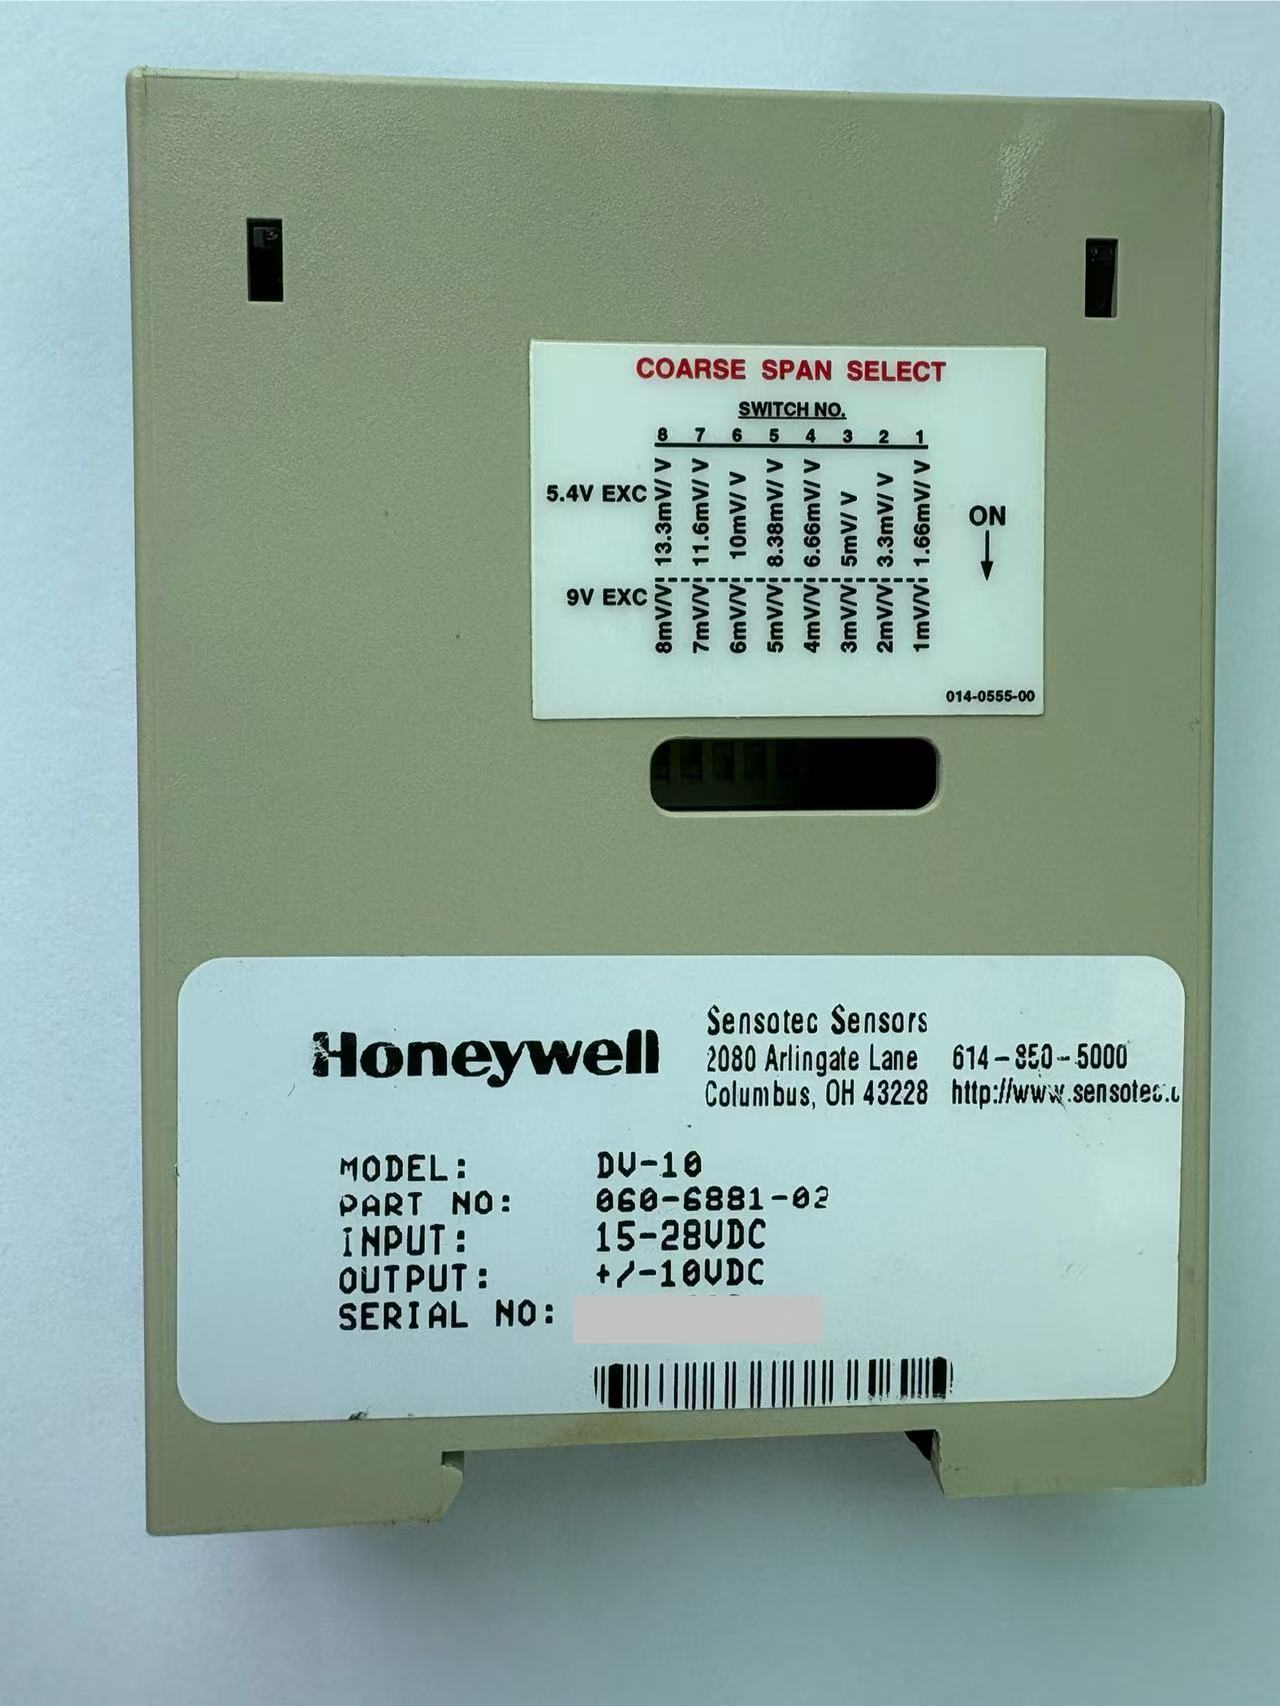 COARSE SPAN SELECT
SWITCH NO.
8 7 6 5 4 3 2 1
5.4V EXC 13.3mV/ V 11.6mV/ V 10mV/ V 8.38mV/ V 6.66mV/ V 5mV/ V 3.3mV/ V 1.66mV/ V
ON
9V EXC 8mV/V 7mV/V 6mV/V 5mV/V 4mV/V 3mV/V 2mV/V 1mV/V
014-0555-00
Honeywell
Sensotec Sensors
2080 Arlingate Lane 614-850-5000
Columbus, OH 43228 http://www.sensotec.c
MODEL: DV-10
PART NO: 060-6881-02
INPUT: 15-28VDC
OUTPUT: +/-10VDC
SERIAL NO: